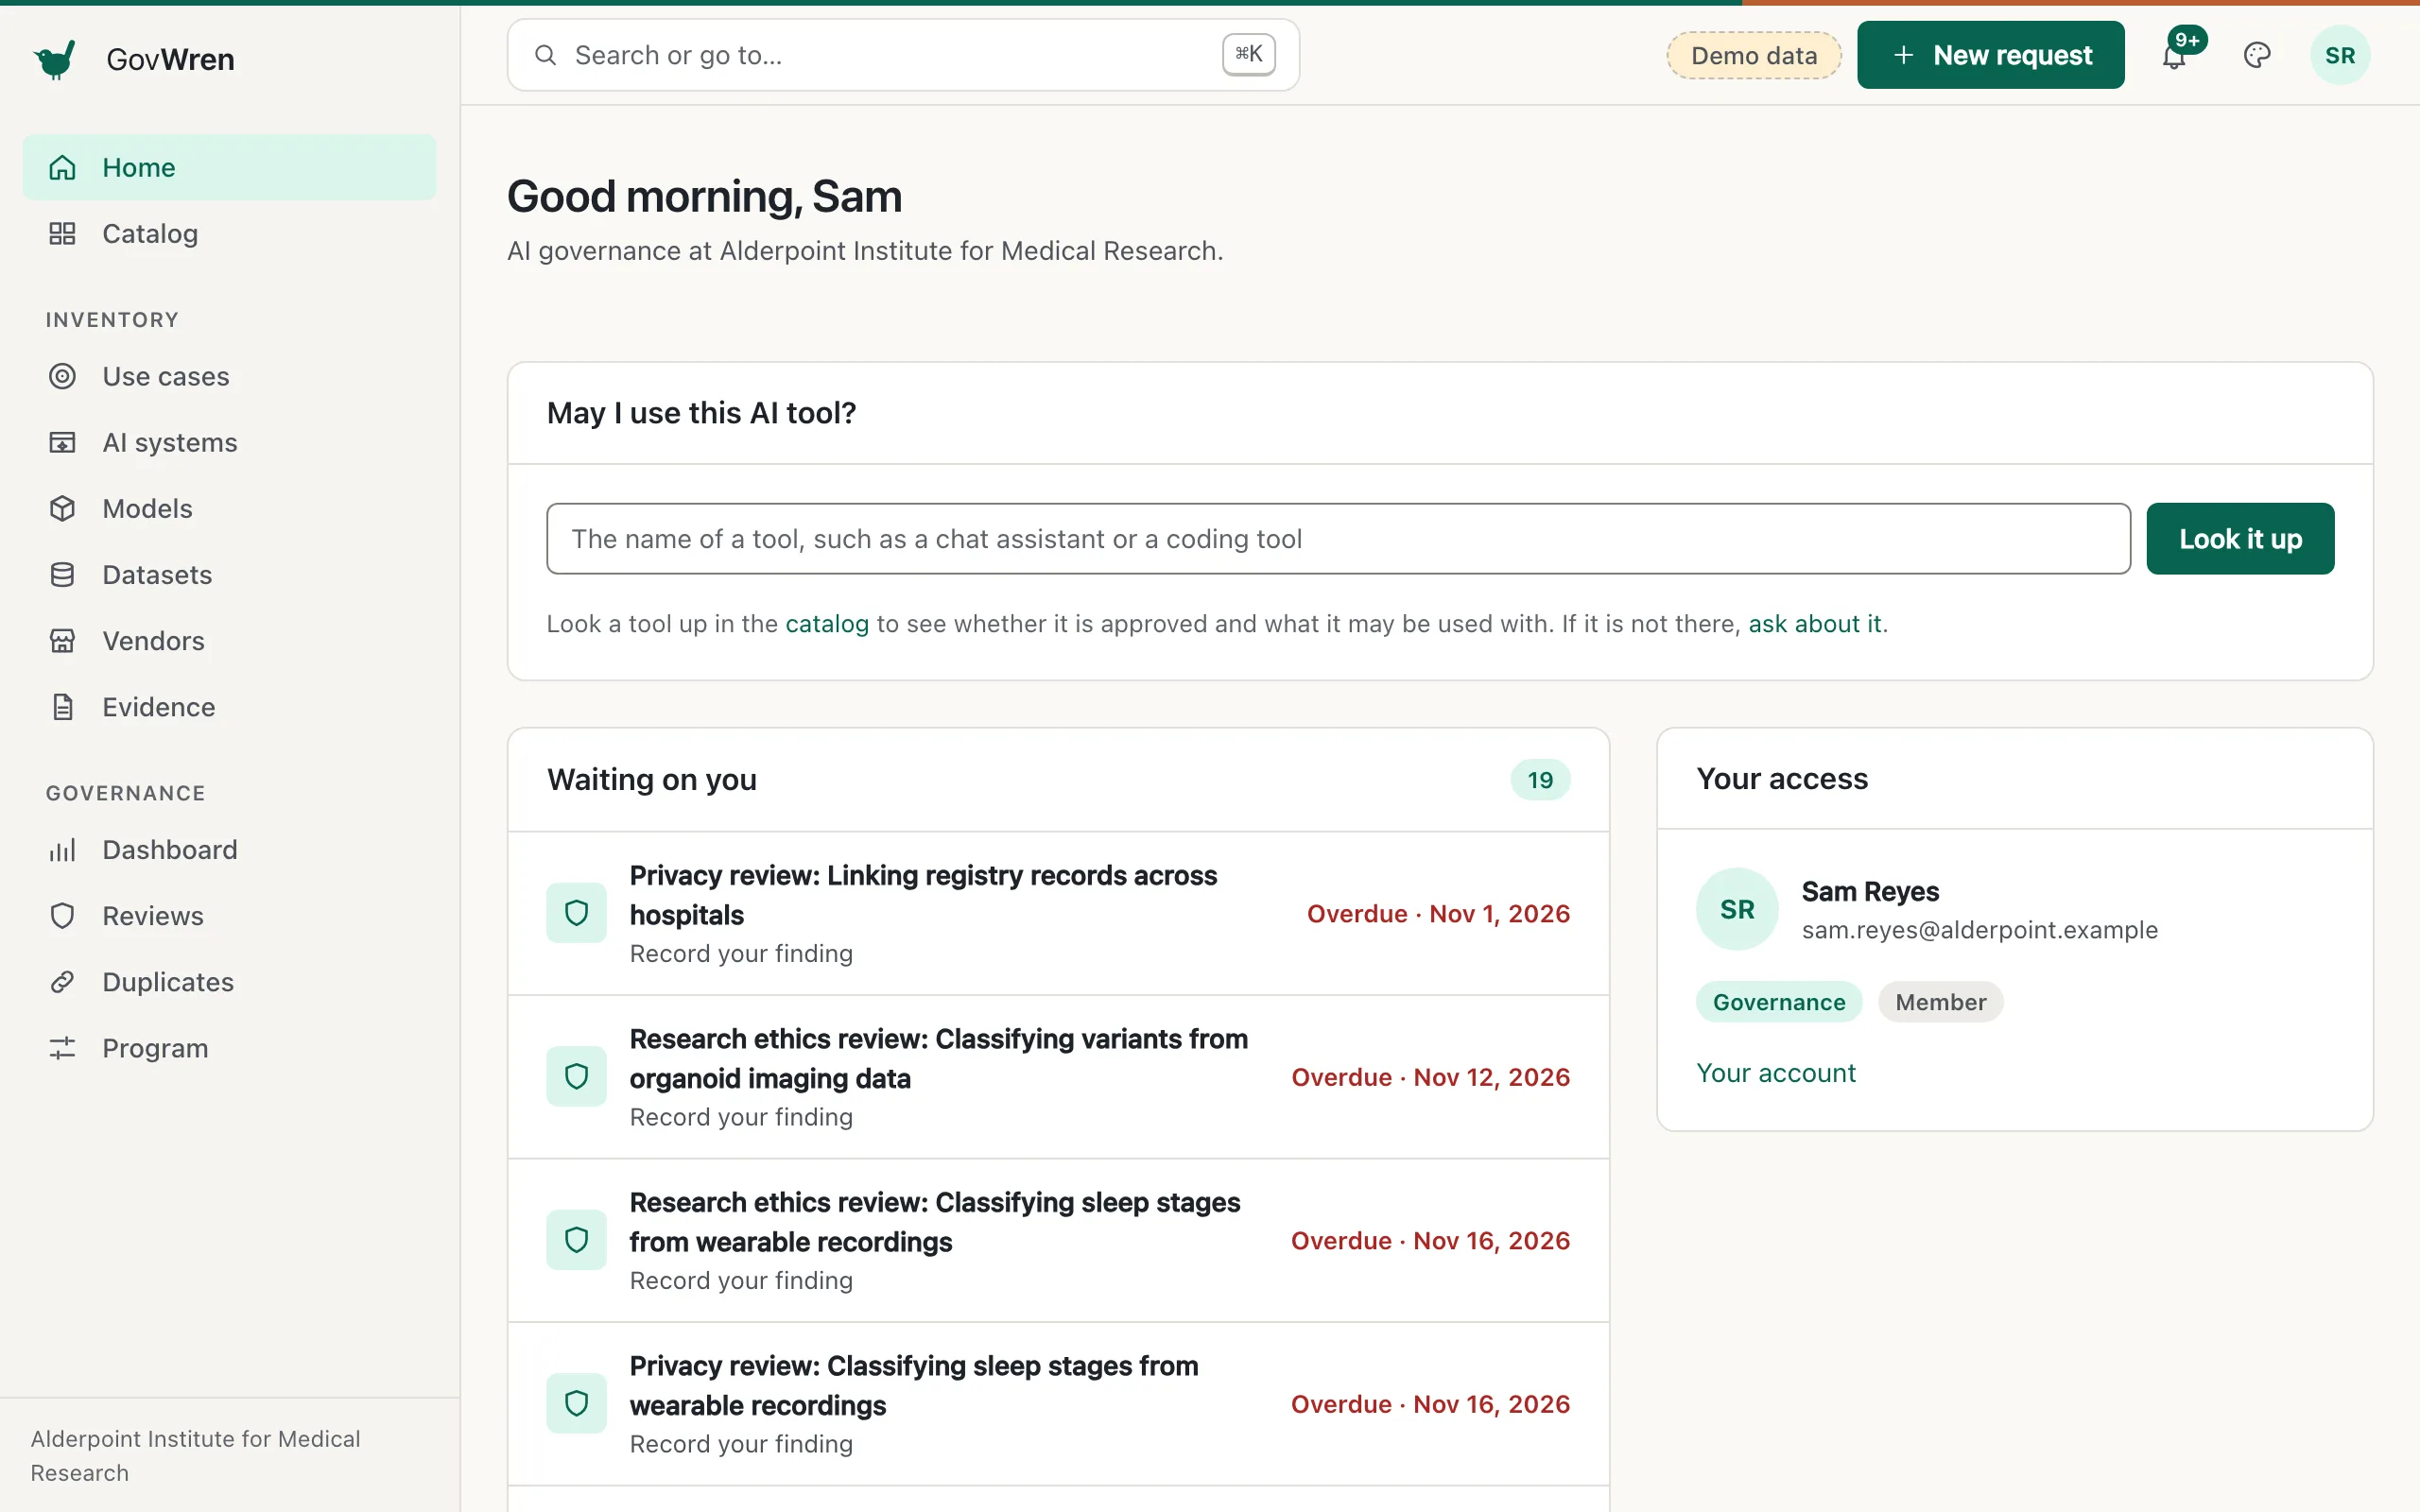 GovWren
Search or go to...
⌘K
Demo data
+ New request
9+
SR
Home
Catalog
INVENTORY
Use cases
AI systems
Models
Datasets
Vendors
Evidence
GOVERNANCE
Dashboard
Reviews
Duplicates
Program
Alderpoint Institute for Medical
Research
Good morning, Sam
AI governance at Alderpoint Institute for Medical Research.
May I use this AI tool?
The name of a tool, such as a chat assistant or a coding tool
Look it up
Look a tool up in the catalog to see whether it is approved and what it may be used with. If it is not there, ask about it.
Waiting on you
19
Privacy review: Linking registry records across
hospitals
Record your finding
Overdue · Nov 1, 2026
Research ethics review: Classifying variants from
organoid imaging data
Record your finding
Overdue · Nov 12, 2026
Research ethics review: Classifying sleep stages
from wearable recordings
Record your finding
Overdue · Nov 16, 2026
Privacy review: Classifying sleep stages from
wearable recordings
Record your finding
Overdue · Nov 16, 2026
Your access
SR
Sam Reyes
sam.reyes@alderpoint.example
Governance
Member
Your account